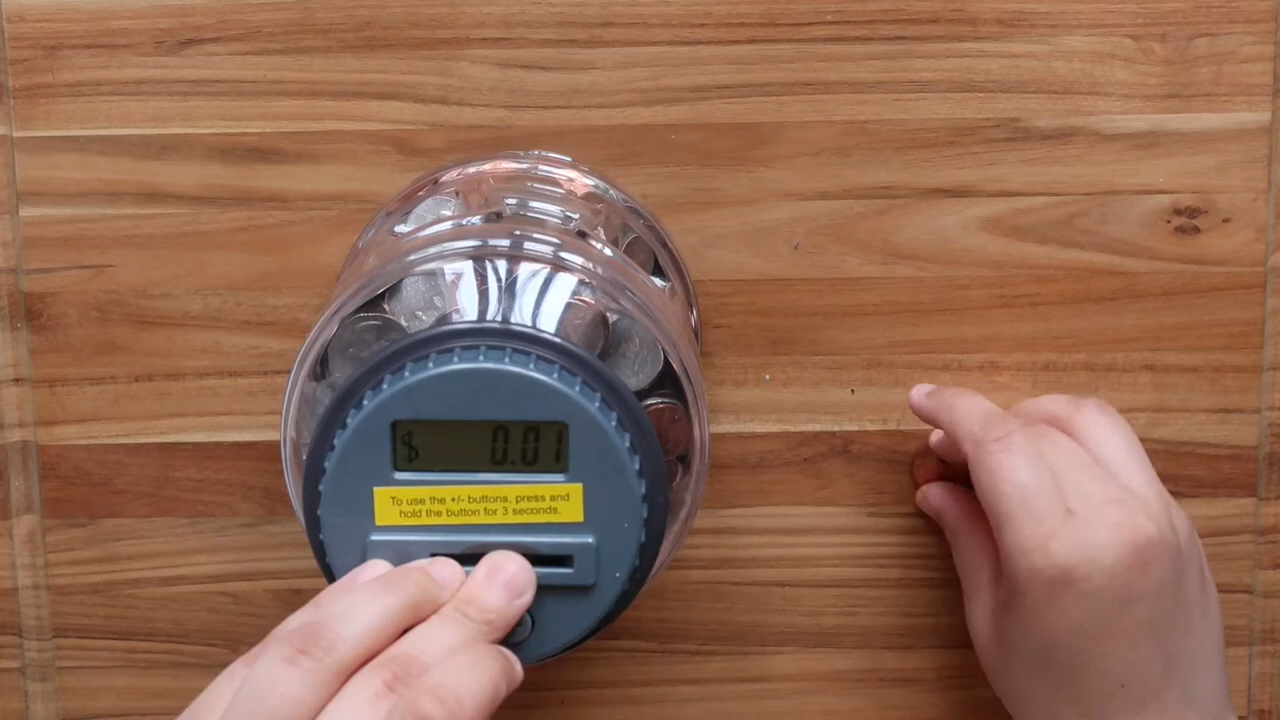 $ 0.01
To use the +/- buttons, press and
hold the button for 3 seconds.